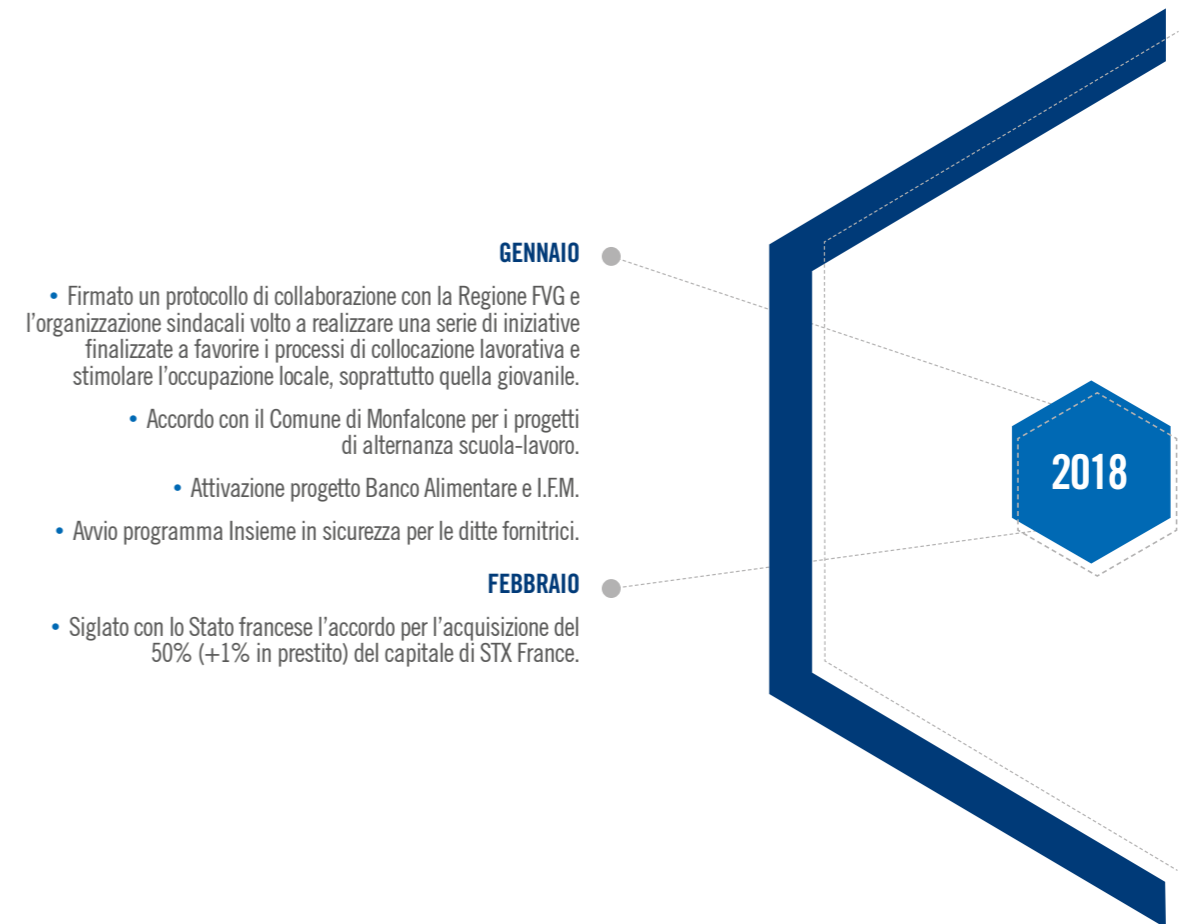 GENNAIO
• Firmato un protocollo di collaborazione con la Regione FVG e
l’organizzazione sindacali volto a realizzare una serie di iniziative
finalizzate a favorire i processi di collocazione lavorativa e
stimolare l’occupazione locale, soprattutto quella giovanile.
• Accordo con il Comune di Monfalcone per i progetti
di alternanza scuola-lavoro.
• Attivazione progetto Banco Alimentare e I.F.M.
• Avvio programma Insieme in sicurezza per le ditte fornitrici.
FEBBRAIO
• Siglato con lo Stato francese l’accordo per l’acquisizione del
50% (+1% in prestito) del capitale di STX France.
2018